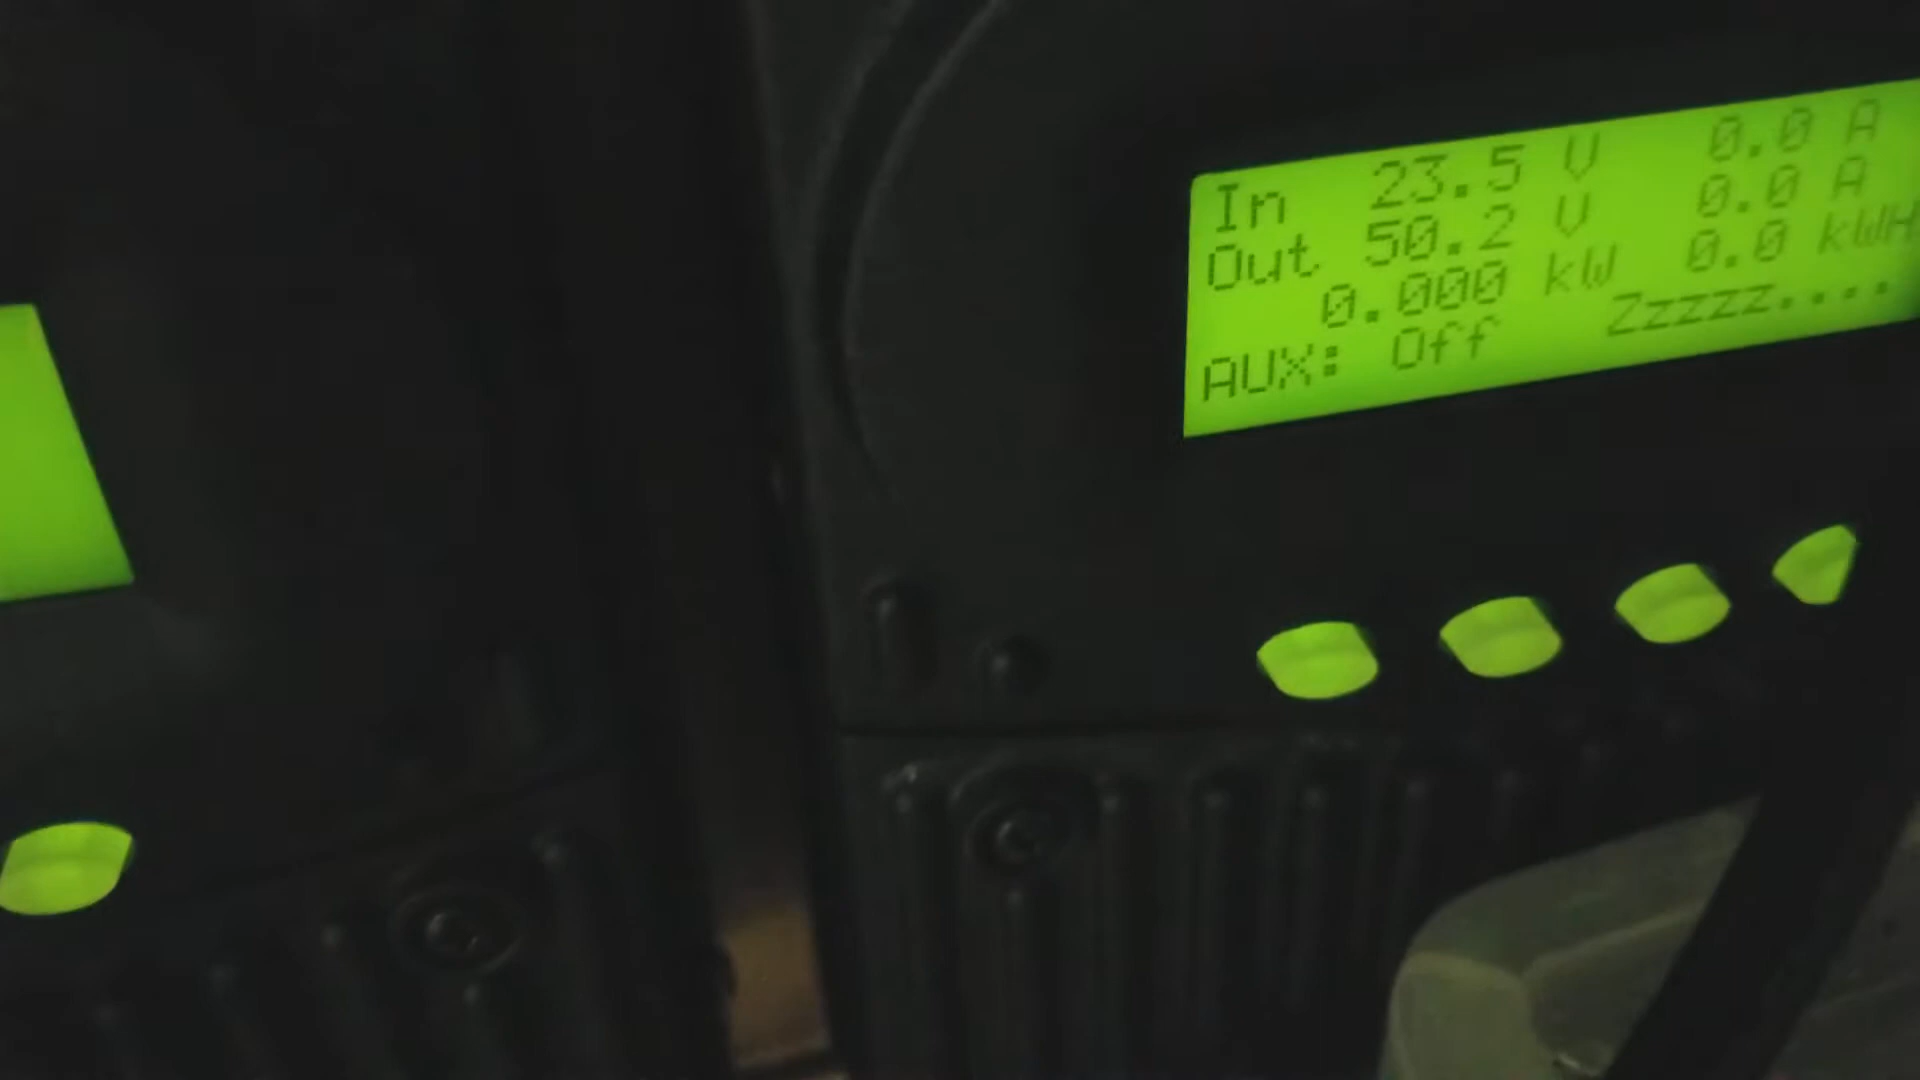 In 23.5 V 0.0 A
Out 50.2 V 0.0 A
0.000 kW 0.0 kWH
AUX: Off Zzzzz....